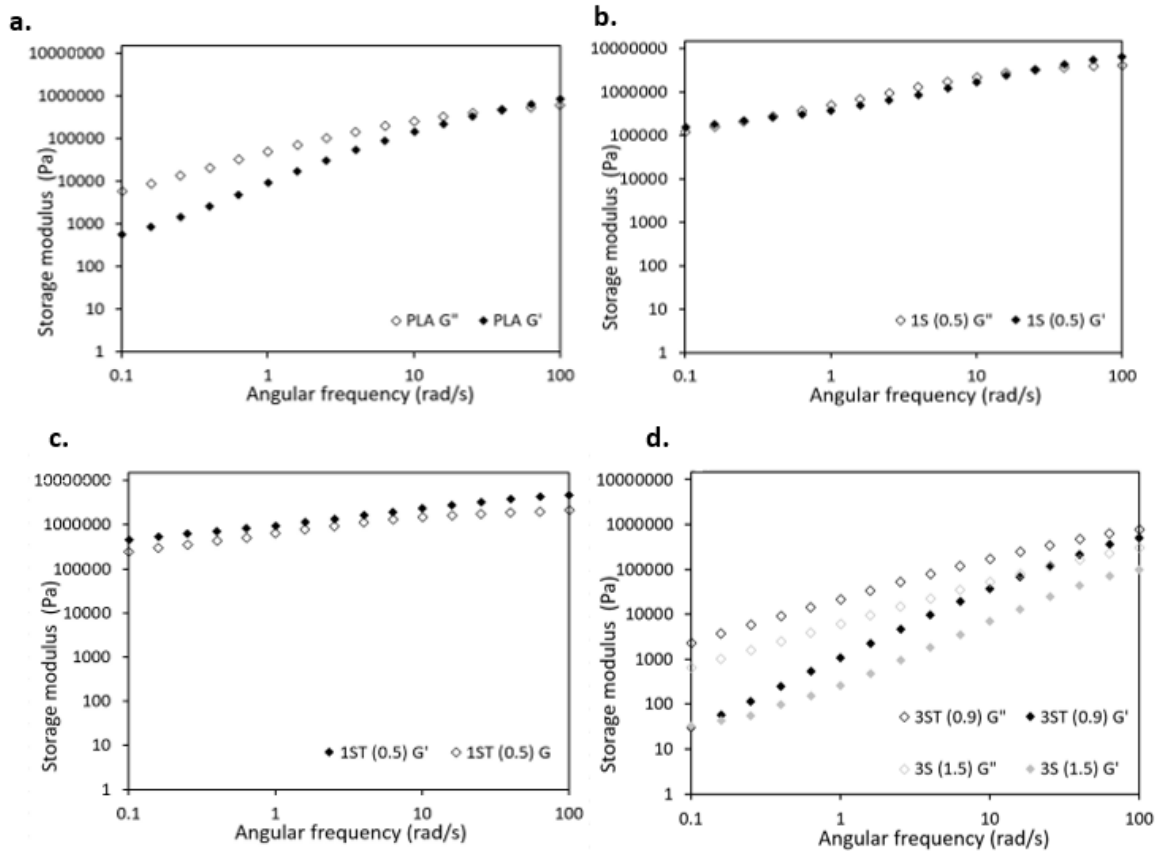 a.
10000000
1000000
100000
10000
1000
100
10
1
Storage modulus (Pa)
PLA G" PLA G'
0.1 1 10 100
Angular frequency (rad/s)
b.
10000000
1000000
100000
10000
1000
100
10
1
Storage modulus (Pa)
1S (0.5) G" 1S (0.5) G'
0.1 1 10 100
Angular frequency (rad/s)
c.
10000000
1000000
100000
10000
1000
100
10
1
Storage modulus (Pa)
1ST (0.5) G' 1ST (0.5) G
0.1 1 10 100
Angular frequency (rad/s)
d.
10000000
1000000
100000
10000
1000
100
10
1
Storage modulus (Pa)
3ST (0.9) G" 3ST (0.9) G'
3S (1.5) G" 3S (1.5) G'
0.1 1 10 100
Angular frequency (rad/s)